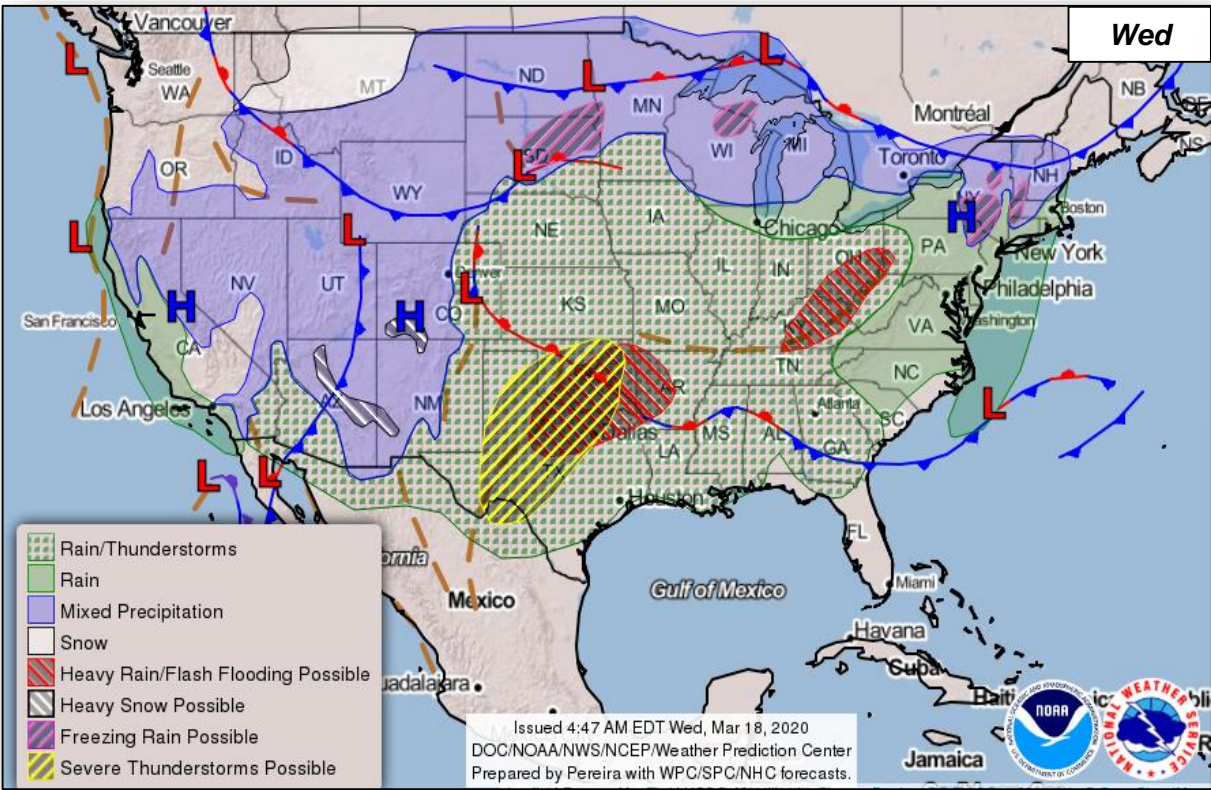 Wed
Vancouver
Seattle
WA
MT
ND
MN
Montréal
NB
NS
OR
ID
WY
SD
WI
MI
Toronto
NY
NH
Boston
L
L
L
L
L
L
L
L
L
L
H
H
H
NE
IA
Chicago
IL
IN
OH
PA
New York
Philadelphia
NV
UT
Denver
CO
KS
MO
VA
San Francisco
CA
TN
NC
Los Angeles
AZ
NM
AR
Atlanta
SC
Dallas
MS
AL
GA
LA
TX
Houston
FL
Gulf of Mexico
Miami
Mexico
Havana
Cuba
Jamaica
Rain/Thunderstorms
Rain
Mixed Precipitation
Snow
Heavy Rain/Flash Flooding Possible
Heavy Snow Possible
Freezing Rain Possible
Severe Thunderstorms Possible
Issued 4:47 AM EDT Wed, Mar 18, 2020
DOC/NOAA/NWS/NCEP/Weather Prediction Center
Prepared by Pereira with WPC/SPC/NHC forecasts.
NOAA
NATIONAL WEATHER SERVICE